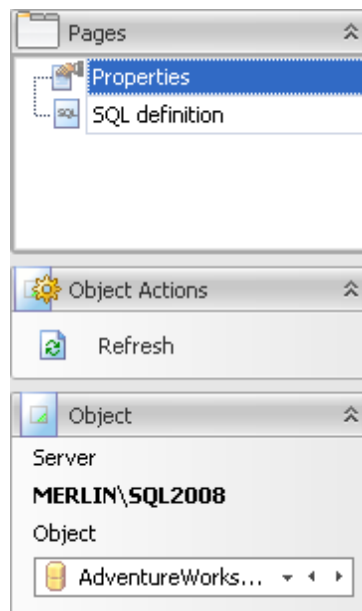 Pages
Properties
SQL
SQL definition
Object Actions
Refresh
Object
Server
MERLIN\SQL2008
Object
AdventureWorks...